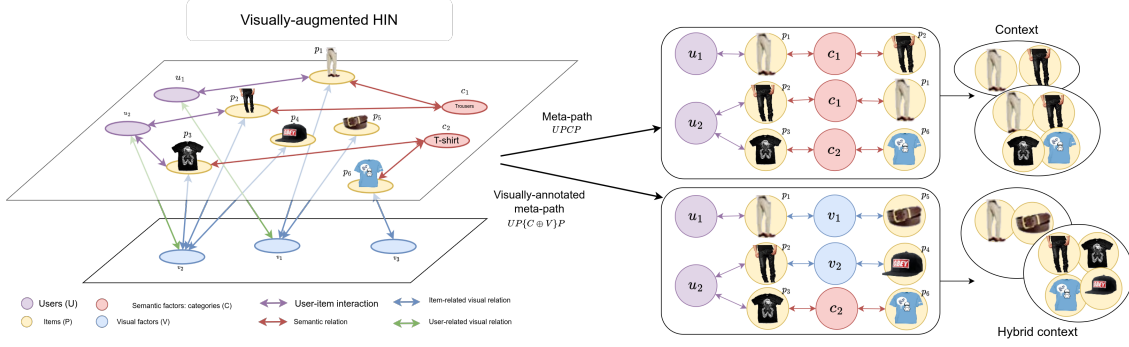 Visually-augmented HIN
p1
u1
p2
c1
Trousers
u2
p4
OBEY
p5
p3
c2
T-shirt
p6
v2
v1
v3
Users (U)
Semantic factors: categories (C)
User-item interaction
Item-related visual relation
Items (P)
Visual factors (V)
Semantic relation
User-related visual relation
Meta-path
UPCP
Visually-annotated
meta-path
UP{C ⊕ V}P
u1
p1
c1
p2
u2
p2
c1
p1
p3
c2
p6
Context
u1
p1
v1
p5
u2
p2
v2
p4
OBEY
p3
c2
p6
OBEY
Hybrid context